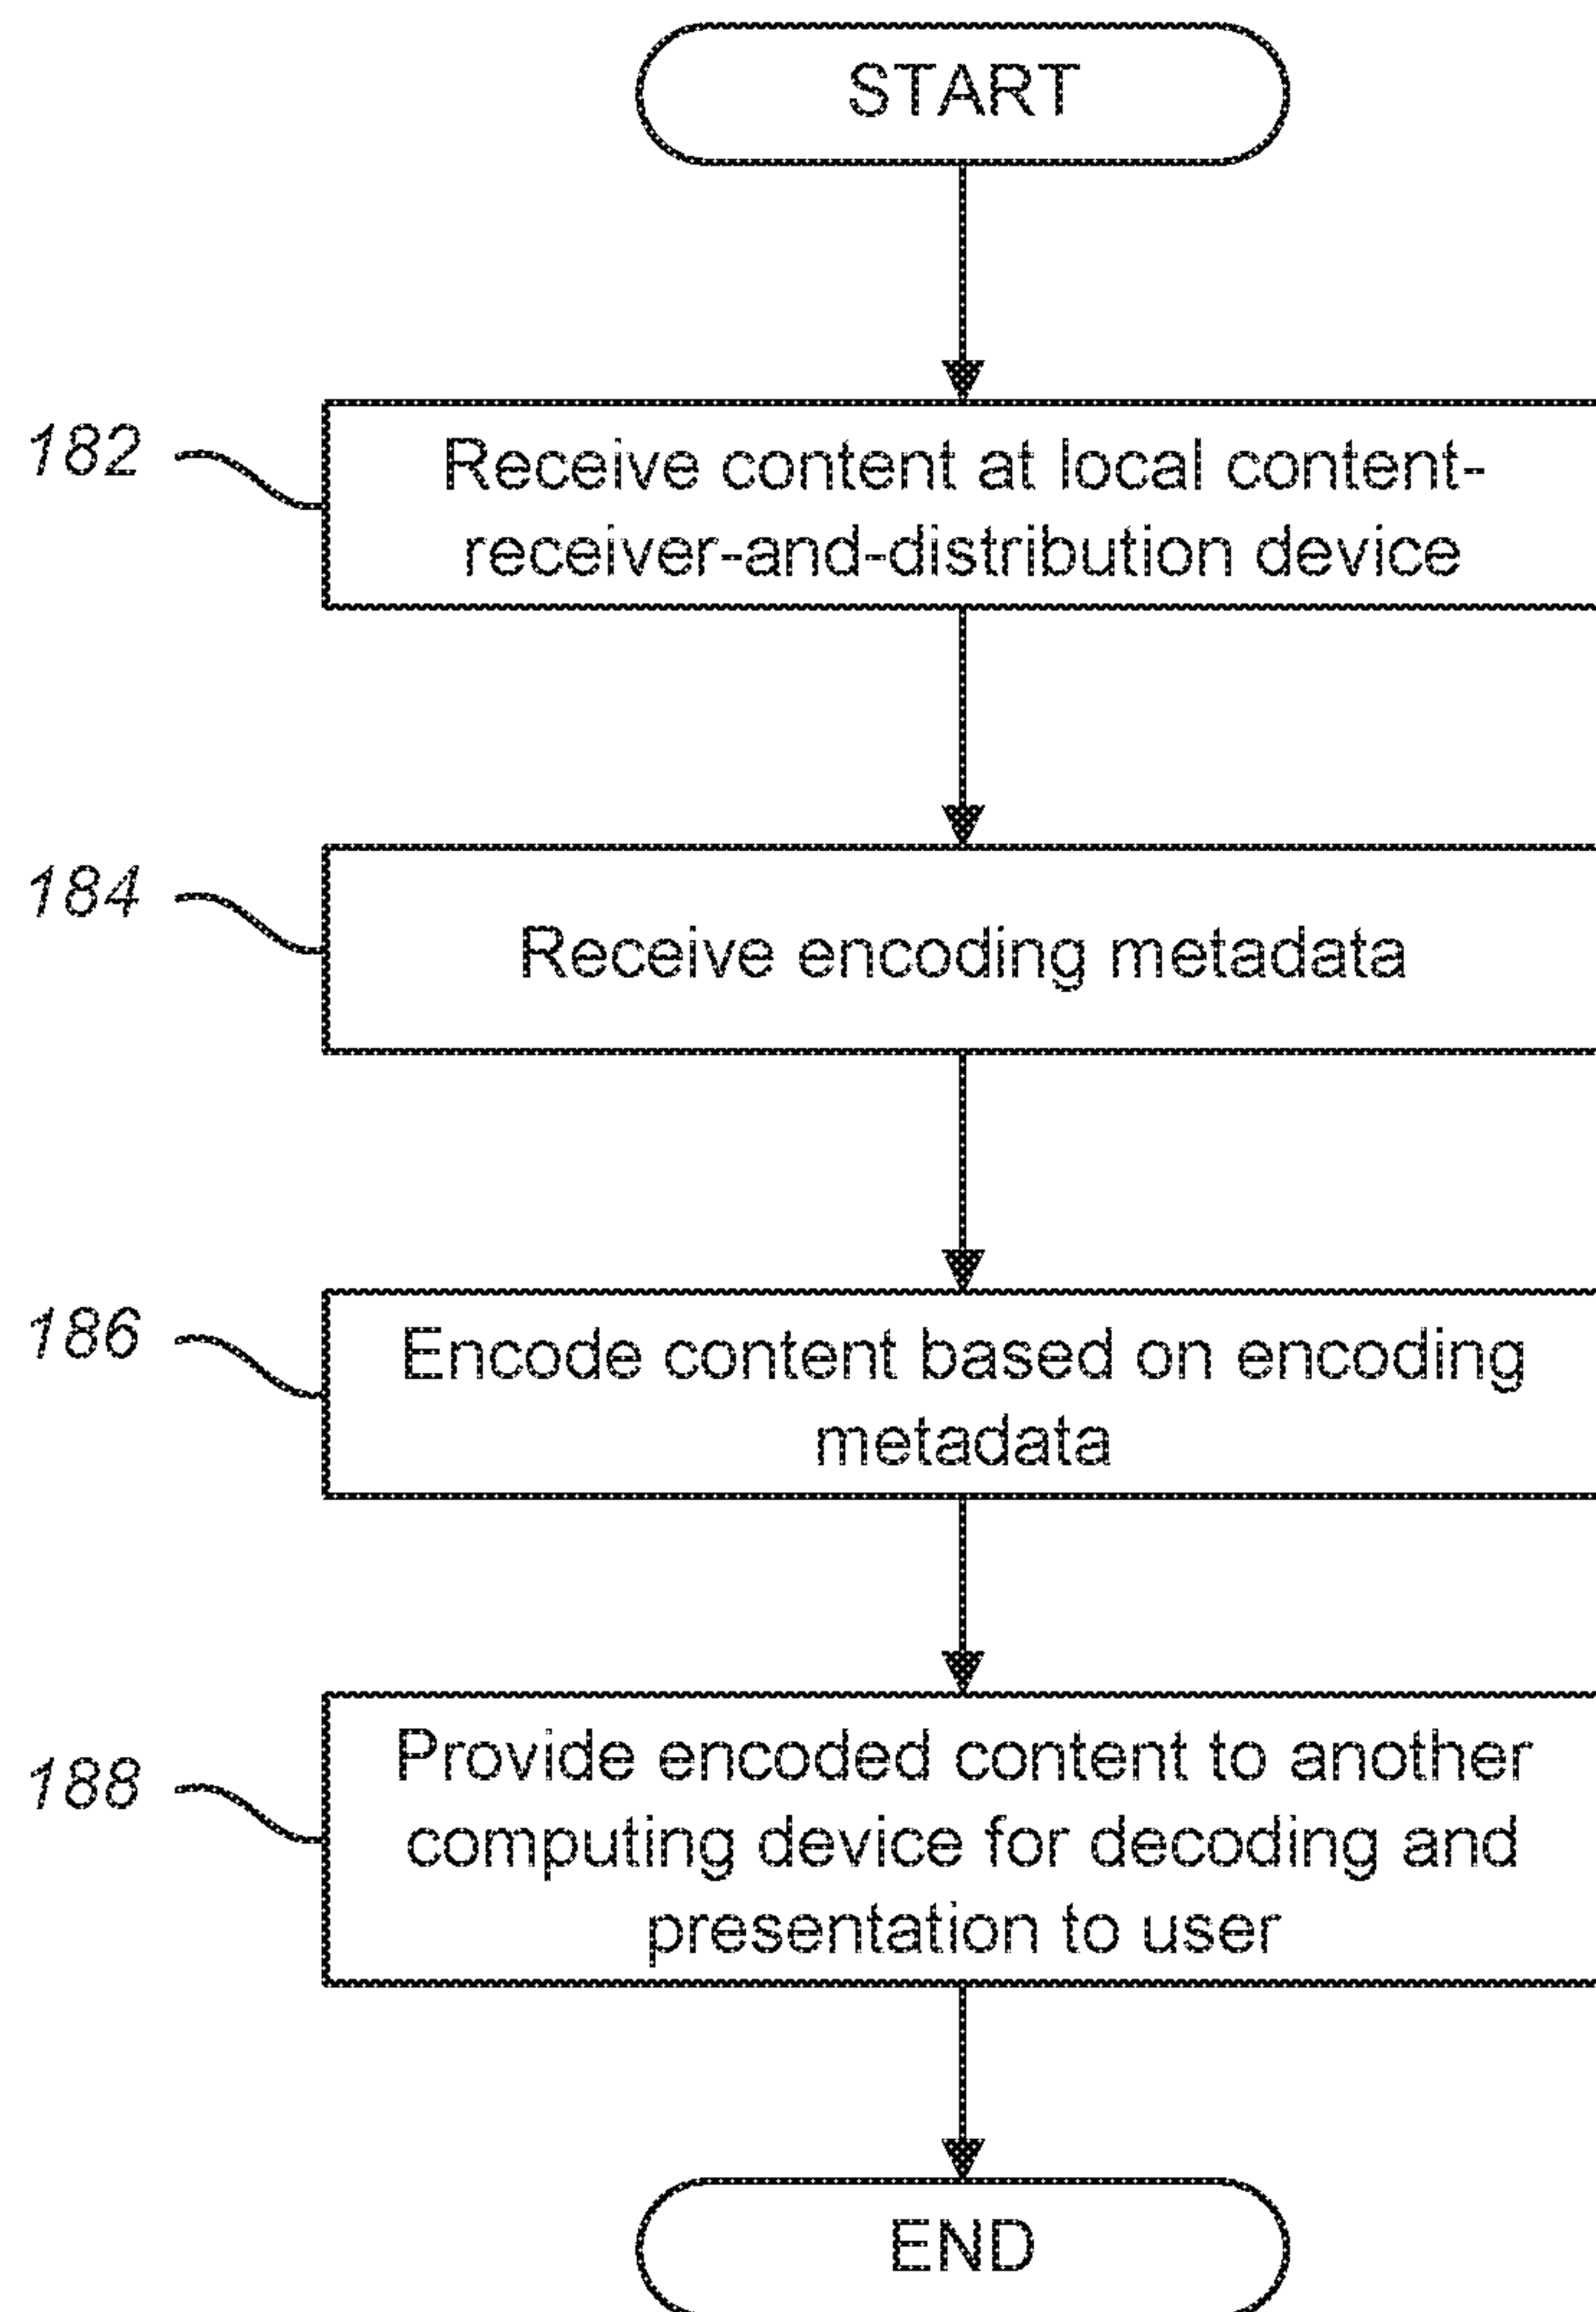 START
182
Receive content at local content-
receiver-and-distribution device
184
Receive encoding metadata
186
Encode content based on encoding
metadata
188
Provide encoded content to another
computing device for decoding and
presentation to user
END